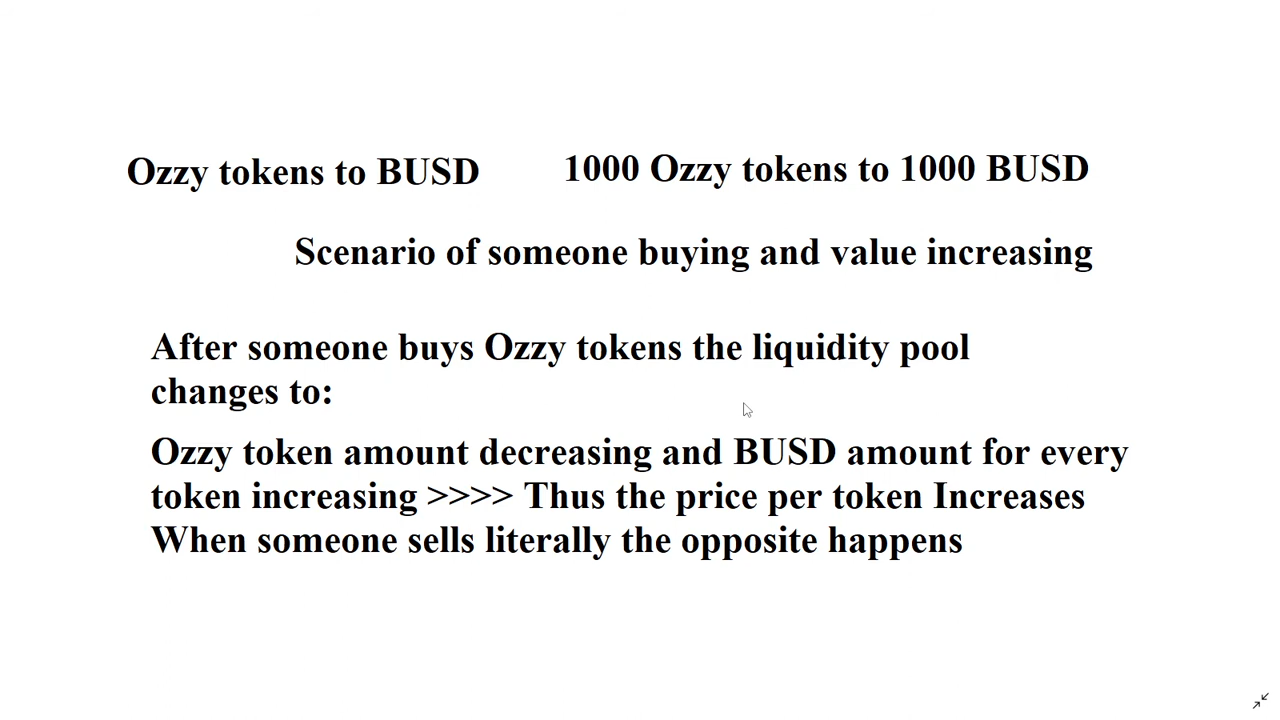 Ozzy tokens to BUSD
1000 Ozzy tokens to 1000 BUSD
Scenario of someone buying and value increasing
After someone buys Ozzy tokens the liquidity pool
changes to:
Ozzy token amount decreasing and BUSD amount for every
token increasing >>>> Thus the price per token Increases
When someone sells literally the opposite happens